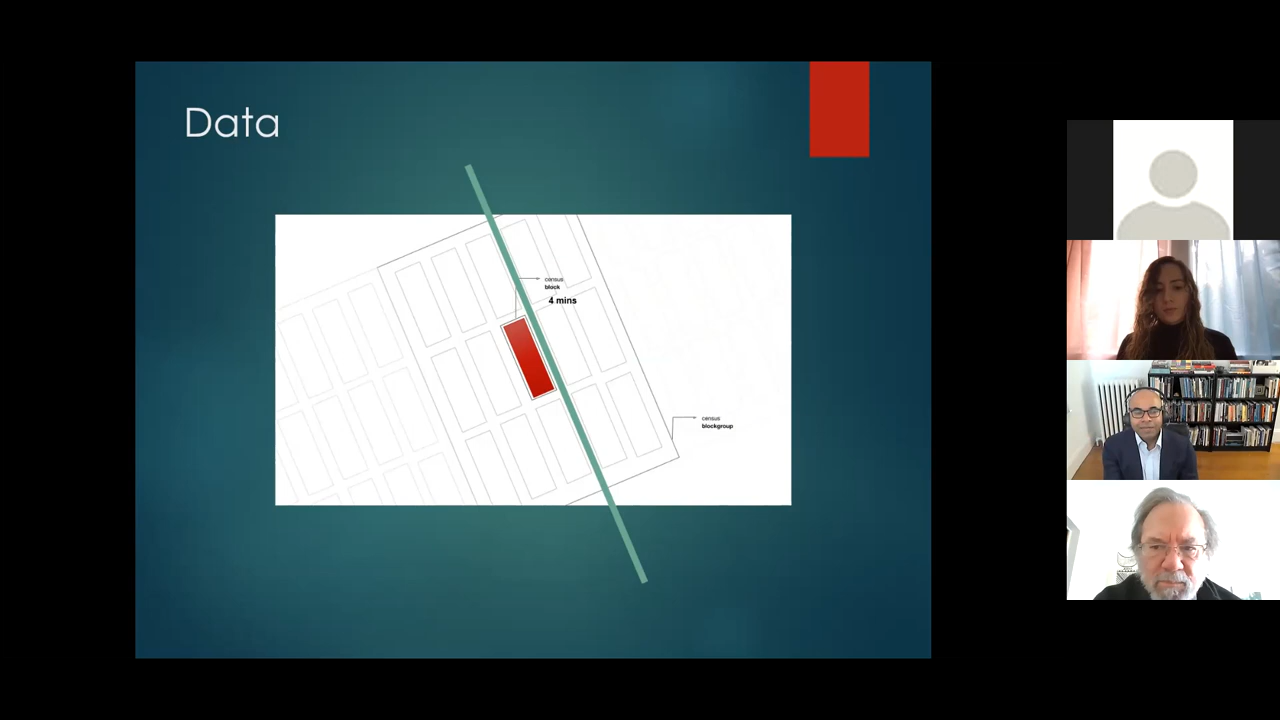 Data
census
block
4 mins
census
blockgroup